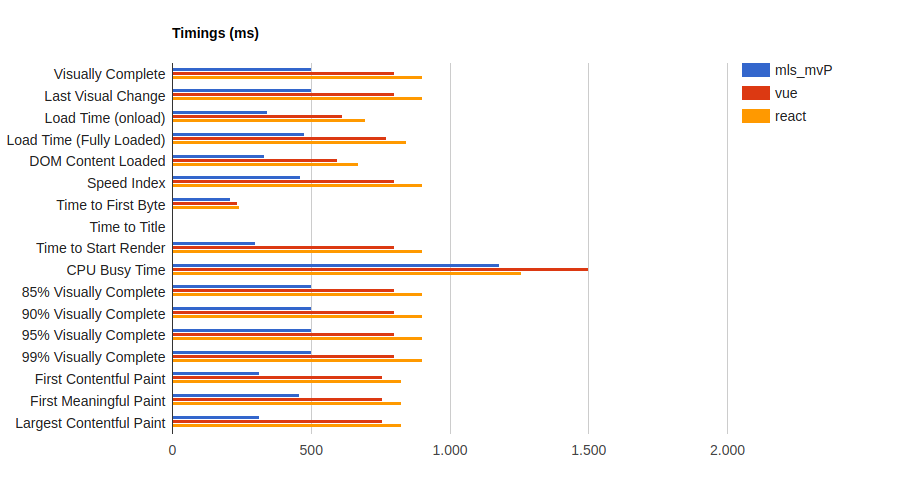 Timings (ms)
mls_mvP
vue
react
Visually Complete
Last Visual Change
Load Time (onload)
Load Time (Fully Loaded)
DOM Content Loaded
Speed Index
Time to First Byte
Time to Title
Time to Start Render
CPU Busy Time
85% Visually Complete
90% Visually Complete
95% Visually Complete
99% Visually Complete
First Contentful Paint
First Meaningful Paint
Largest Contentful Paint
0 500 1.000 1.500 2.000